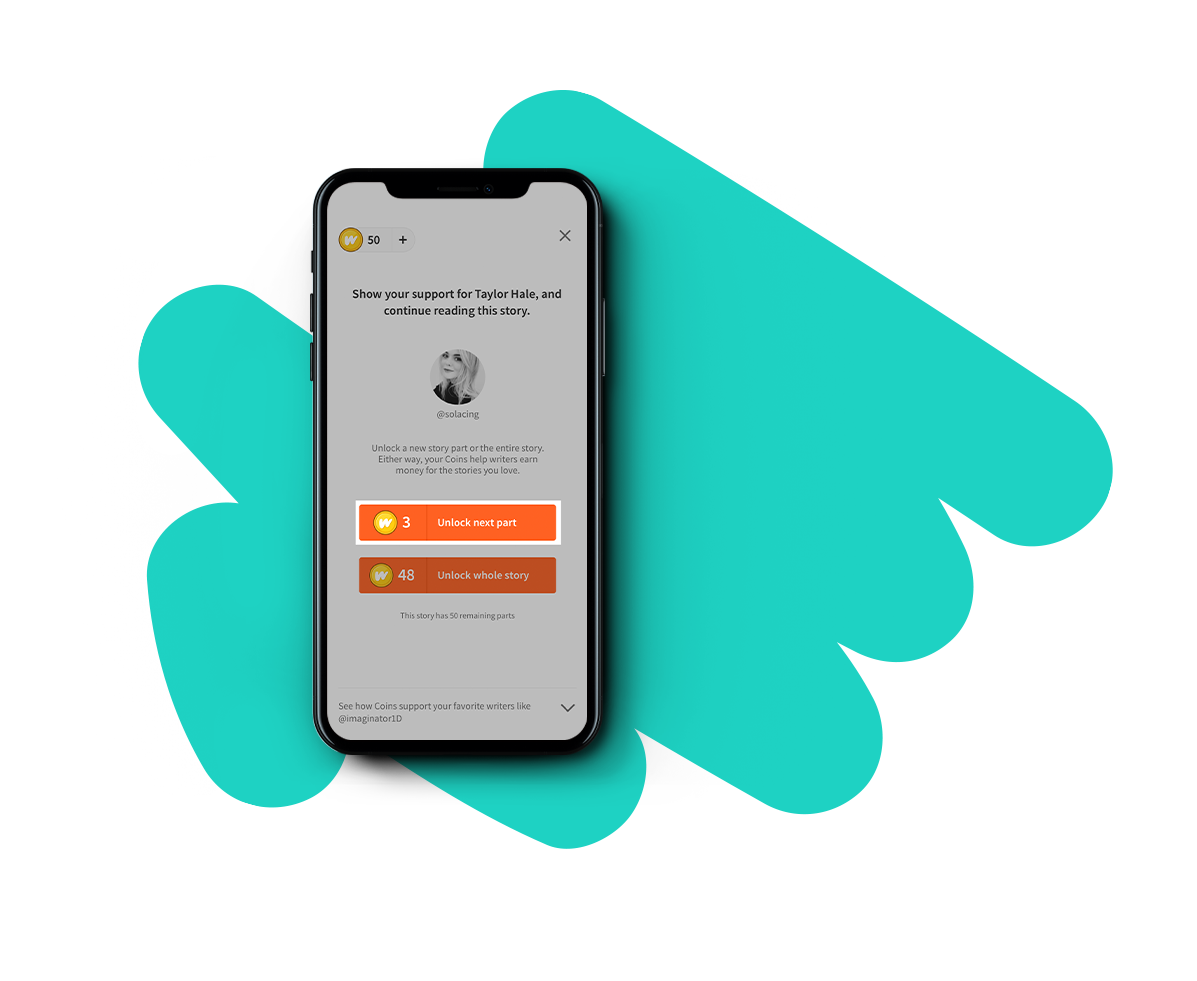 50 +
Show your support for Taylor Hale, and
continue reading this story.
@solacing
Unlock a new story part or the entire story.
Either way, your Coins help writers earn
money for the stories you love.
3 Unlock next part
48 Unlock whole story
This story has 50 remaining parts
See how Coins support your favorite writers like
@imaginator1D